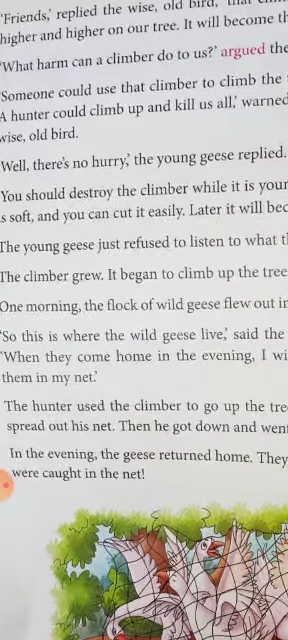 'Friends,' replied the wise, old bird,
higher and higher on our tree. It will become
'What harm can a climber do to us?' argued the
'Someone could use that climber to climb the
A hunter could climb up and kill us all,' warned
wise, old bird.
Well, there's no hurry,' the young geese replied.
You should destroy the climber while it is
s soft, and you can cut it easily. Later it will
The young geese just refused to listen to what
The climber grew. It began to climb up the tree
One morning, the flock of wild geese flew out
'So this is where the wild geese live,' said the
'When they come home in the evening, I
them in my net.'
The hunter used the climber to go up the
spread out his net. Then he got down and
In the evening, the geese returned home. They
were caught in the net!